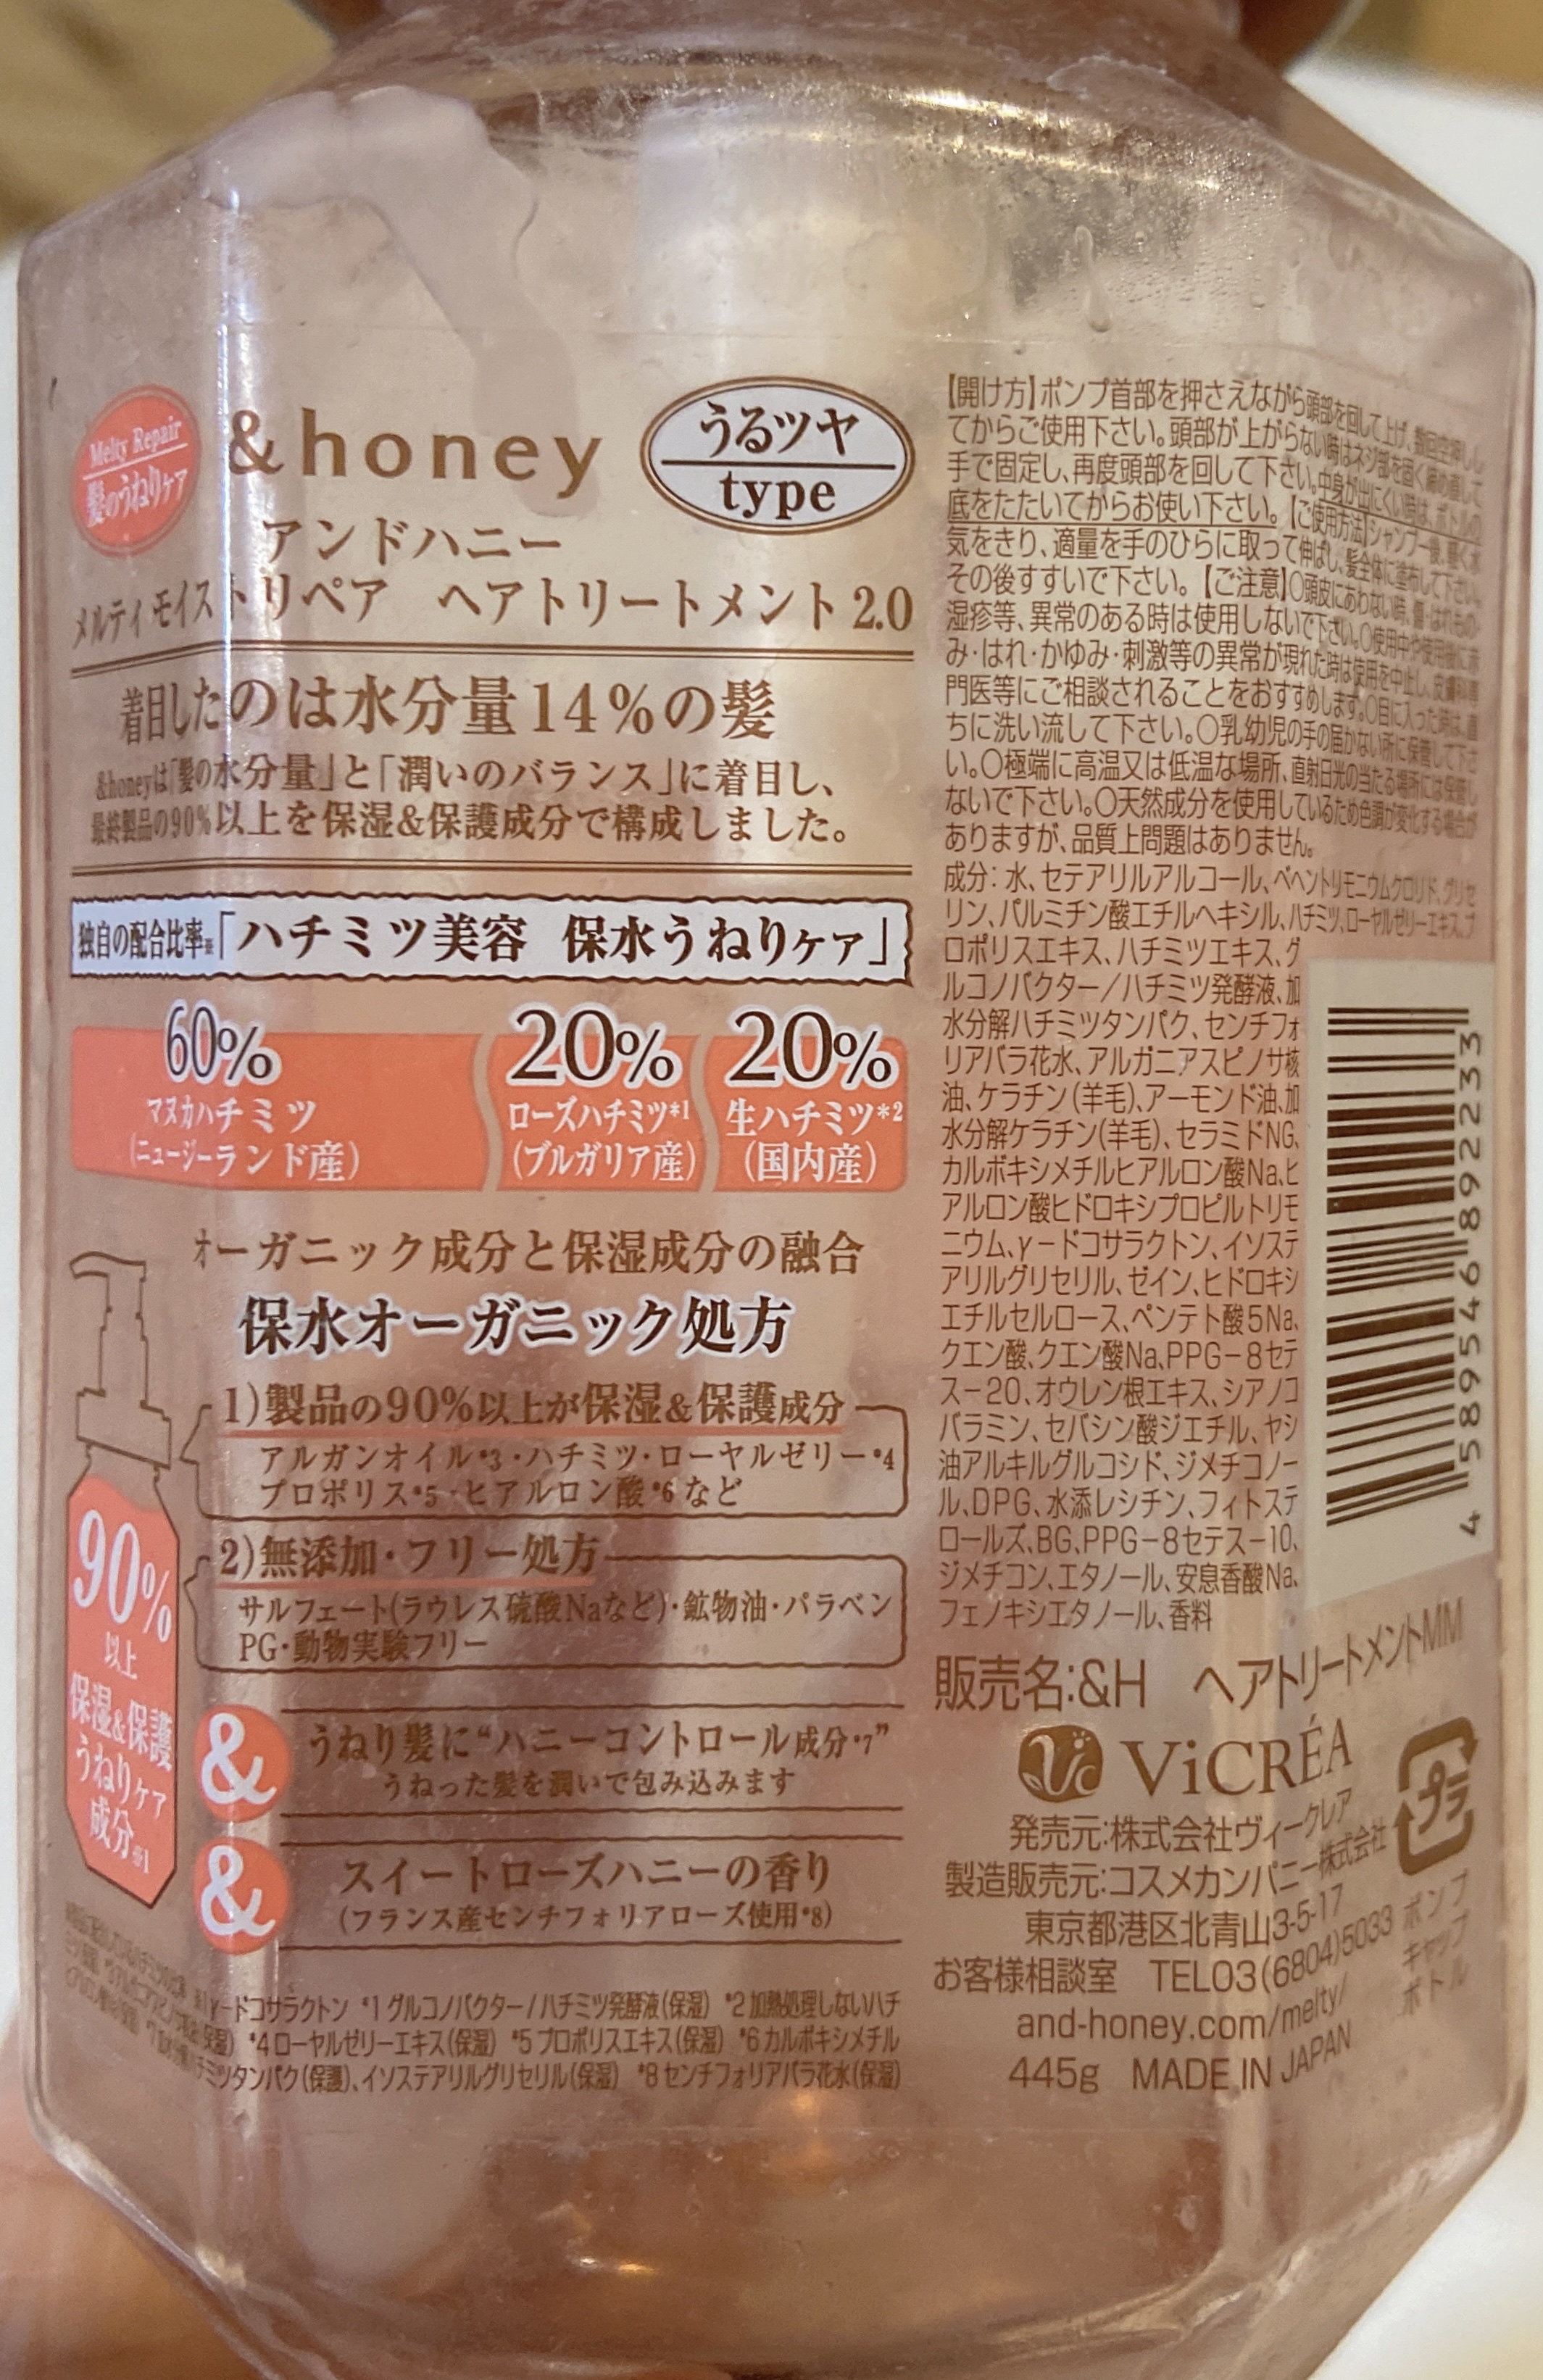 Melty Repair
髪のうねりケア
&honey
うるツヤ
type
アンドハニー
メルティ モイストリペア ヘアトリートメント 2.0
着目したのは水分量14%の髪
&honeyは「髪の水分量」と「潤いのバランス」に着目し、
最終製品の90%以上を保湿&保護成分で構成しました。
独自の配合比率※「ハチミツ美容 保水うねりケア」
60%
マヌカハチミツ
(ニュージーランド産)
20%
ローズハチミツ*1
(ブルガリア産)
20%
生ハチミツ*2
(国内産)
オーガニック成分と保湿成分の融合
保水オーガニック処方
1)製品の90%以上が保湿&保護成分
アルガンオイル*3・ハチミツ・ローヤルゼリー*4
プロポリス*5・ヒアルロン酸*6など
2)無添加・フリー処方
サルフェート(ラウレス硫酸Naなど)・鉱物油・パラベン
PG・動物実験フリー
90%
以上
保湿&保護
うねりケア
成分※1
& うねり髪に“ハニーコントロール成分*7”
うねった髪を潤いで包み込みます
& スイートローズハニーの香り
(フランス産センチフォリアローズ使用*8)
γ-ドコサラクトン *1 グルコノバクター/ハチミツ発酵液(保湿) *2 加熱処理しないハチ
(保湿) *4 ローヤルゼリーエキス(保湿) *5 プロポリスエキス(保湿) *6 カルボキシメチル
チミツタンパク(保護)、イソステアリルグリセリル(保湿) *8 センチフォリアバラ花水(保湿)
【開け方】ポンプ首部を押さえながら頭部を回して上げ、数回空押しし
てからご使用下さい。頭部が上がらない時はネジ部を固く締め直して
手で固定し、再度頭部を回して下さい。中身が出にくい時は、ボトルの
底をたたいてからお使い下さい。【ご使用方法】シャンプー後、軽く水
気をきり、適量を手のひらに取って伸ばし、髪全体に塗布して下さい。
その後すすいで下さい。【ご注意】○頭皮にあわない時、傷・はれもの・
湿疹等、異常のある時は使用しないで下さい。○使用中や使用後に赤
み・はれ・かゆみ・刺激等の異常が現れた時は使用を中止し、皮膚科専
門医等にご相談されることをおすすめします。○目に入った時は、直
ちに洗い流して下さい。○乳幼児の手の届かない所に保管して下さ
い。○極端に高温又は低温な場所、直射日光の当たる場所には保管し
ないで下さい。○天然成分を使用しているため色調が変化する場合が
ありますが、品質上問題はありません。
成分：水、セテアリルアルコール、ベヘントリモニウムクロリド、グリセ
リン、パルミチン酸エチルヘキシル、ハチミツ、ローヤルゼリーエキス、プ
ロポリスエキス、ハチミツエキス、グ
ルコノバクター/ハチミツ発酵液、加
水分解ハチミツタンパク、センチフォ
リアバラ花水、アルガニアスピノサ核
油、ケラチン(羊毛)、アーモンド油、加
水分解ケラチン(羊毛)、セラミドNG、
カルボキシメチルヒアルロン酸Na、ヒ
アルロン酸ヒドロキシプロピルトリモ
ニウム、γ-ドコサラクトン、イソステ
アリルグリセリル、ゼイン、ヒドロキシ
エチルセルロース、ペンテト酸5Na、
クエン酸、クエン酸Na、PPG-8セテ
ス-20、オウレン根エキス、シアノコ
バラミン、セバシン酸ジエチル、ヤシ
油アルキルグルコシド、ジメチコノー
ル、DPG、水添レシチン、フィトステ
ロールズ、BG、PPG-8セテス-10、
ジメチコン、エタノール、安息香酸Na、
フェノキシエタノール、香料
4 589546 892233
販売名:&H ヘアトリートメントMM
ViCRÉA
発売元:株式会社ヴィークレア
製造販売元:コスメカンパニー株式会社
東京都港区北青山3-5-17
お客様相談室 TEL03(6804)5033
and-honey.com/melty/
445g MADE IN JAPAN
プラ
ポンプ
キャップ
ボトル